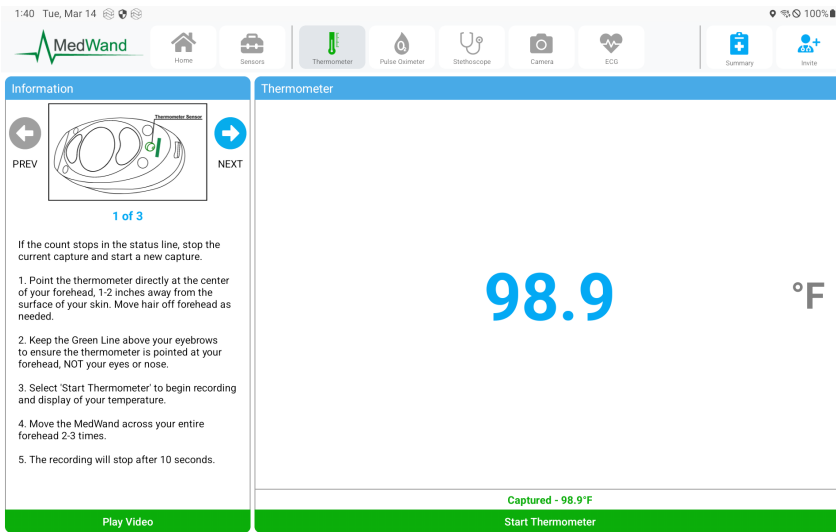 1:40 Tue, Mar 14
100%
MedWand
Home
Sensors
Thermometer
Pulse Oximeter
Stethoscope
Camera
ECG
Summary
Invite
Information
Thermometer Sensor
PREV
NEXT
1 of 3
If the count stops in the status line, stop the
current capture and start a new capture.
1. Point the thermometer directly at the center
of your forehead, 1-2 inches away from the
surface of your skin. Move hair off forehead as
needed.
2. Keep the Green Line above your eyebrows
to ensure the thermometer is pointed at your
forehead, NOT your eyes or nose.
3. Select 'Start Thermometer' to begin recording
and display of your temperature.
4. Move the MedWand across your entire
forehead 2-3 times.
5. The recording will stop after 10 seconds.
Play Video
Thermometer
98.9
°F
Captured - 98.9°F
Start Thermometer